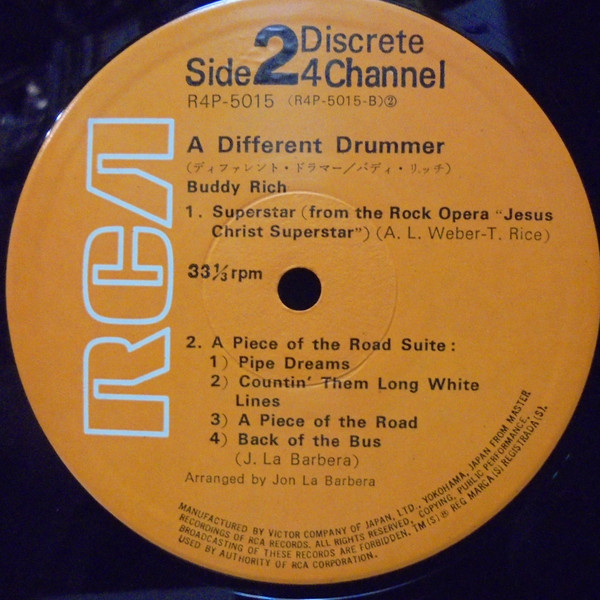 Side 2 Discrete
4 Channel
R4P-5015 (R4P-5015-B)②
A Different Drummer
(ディファレント・ドラマー/バディ・リッチ)
Buddy Rich
1. Superstar (from the Rock Opera "Jesus
Christ Superstar") (A. L. Weber-T. Rice)
33⅓ rpm
2. A Piece of the Road Suite:
1) Pipe Dreams
2) Countin' Them Long White
Lines
3) A Piece of the Road
4) Back of the Bus
(J. La Barbera)
Arranged by Jon La Barbera
RCA
MANUFACTURED BY VICTOR COMPANY OF JAPAN, LTD., YOKOHAMA, JAPAN FROM MASTER
RECORDINGS OF RCA RECORDS, ALL RIGHTS RESERVED, COPYING, PUBLIC PERFORMANCE,
BROADCASTING OF THESE RECORDS ARE FORBIDDEN, TM(S)® REG MARCA(S) REGISTRADA(S).
USED BY AUTHORITY OF RCA CORPORATION.